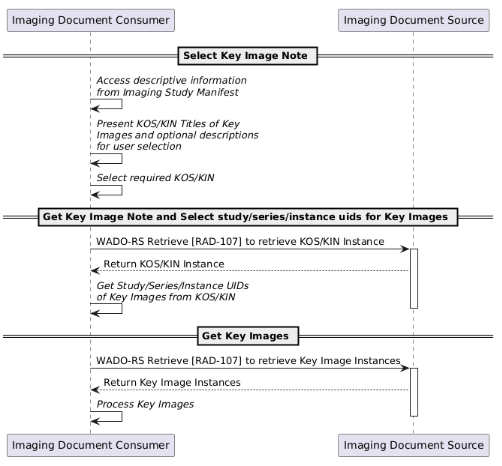 Imaging Document Consumer
Imaging Document Source
Select Key Image Note
Access descriptive information
from Imaging Study Manifest
Present KOS/KIN Titles of Key
Images and optional descriptions
for user selection
Select required KOS/KIN
Get Key Image Note and Select study/series/instance uids for Key Images
WADO-RS Retrieve [RAD-107] to retrieve KOS/KIN Instance
Return KOS/KIN Instance
Get Study/Series/Instance UIDs
of Key Images from KOS/KIN
Get Key Images
WADO-RS Retrieve [RAD-107] to retrieve Key Image Instances
Return Key Image Instances
Process Key Images
Imaging Document Consumer
Imaging Document Source